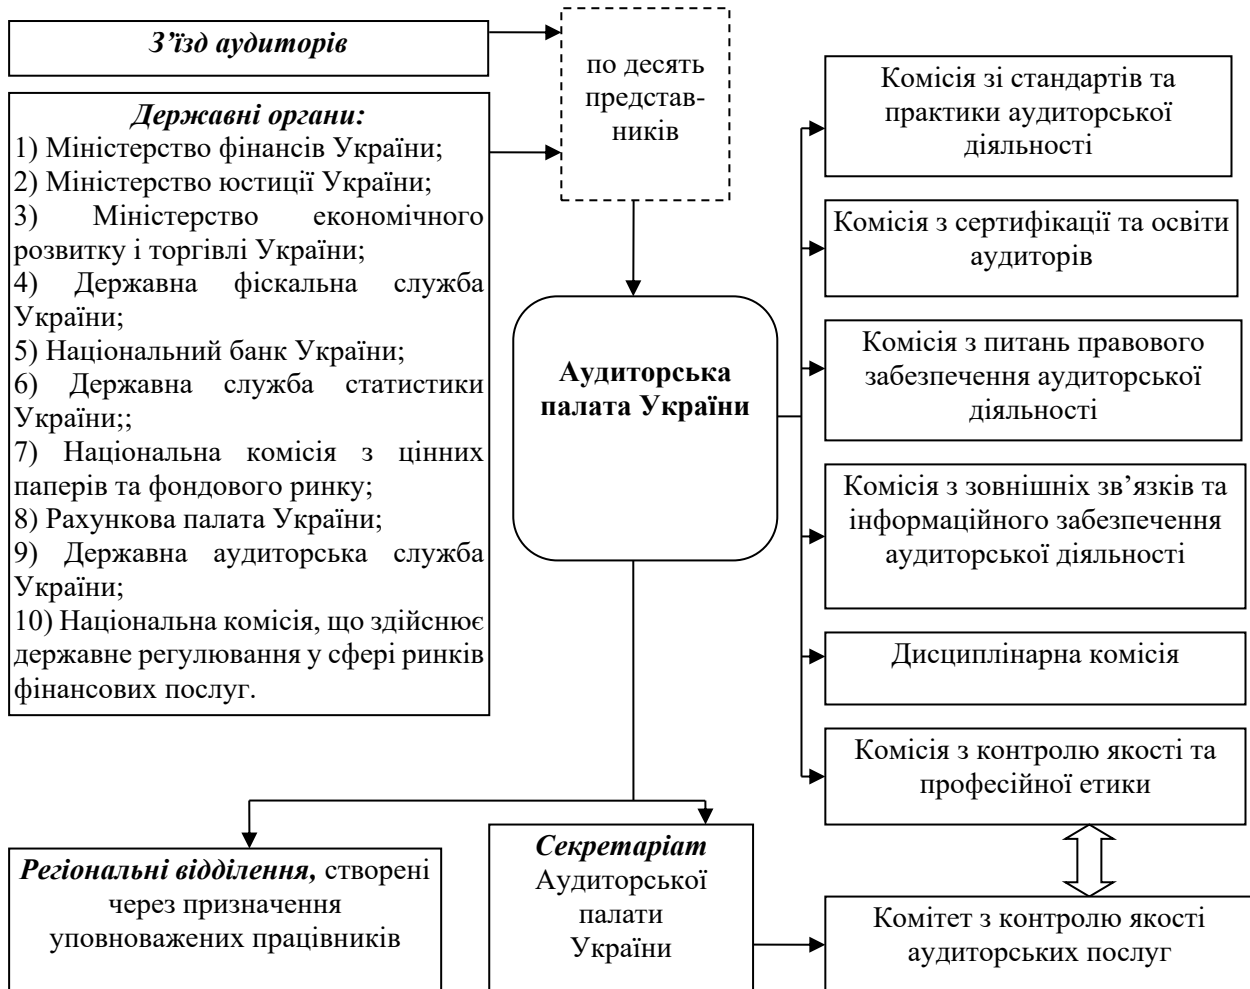 З’їзд аудиторів
Державні органи:
1) Міністерство фінансів України;
2) Міністерство юстиції України;
3) Міністерство економічного
розвитку і торгівлі України;
4) Державна фіскальна служба
України;
5) Національний банк України;
6) Державна служба статистики
України;;
7) Національна комісія з цінних
паперів та фондового ринку;
8) Рахункова палата України;
9) Державна аудиторська служба
України;
10) Національна комісія, що здійснює
державне регулювання у сфері ринків
фінансових послуг.
по десять
представ-
ників
Аудиторська
палата України
Комісія зі стандартів та
практики аудиторської
діяльності
Комісія з сертифікації та освіти
аудиторів
Комісія з питань правового
забезпечення аудиторської
діяльності
Комісія з зовнішніх зв’язків та
інформаційного забезпечення
аудиторської діяльності
Дисциплінарна комісія
Комісія з контролю якості та
професійної етики
Регіональні відділення, створені
через призначення
уповноважених працівників
Секретаріат
Аудиторської
палати
України
Комітет з контролю якості
аудиторських послуг